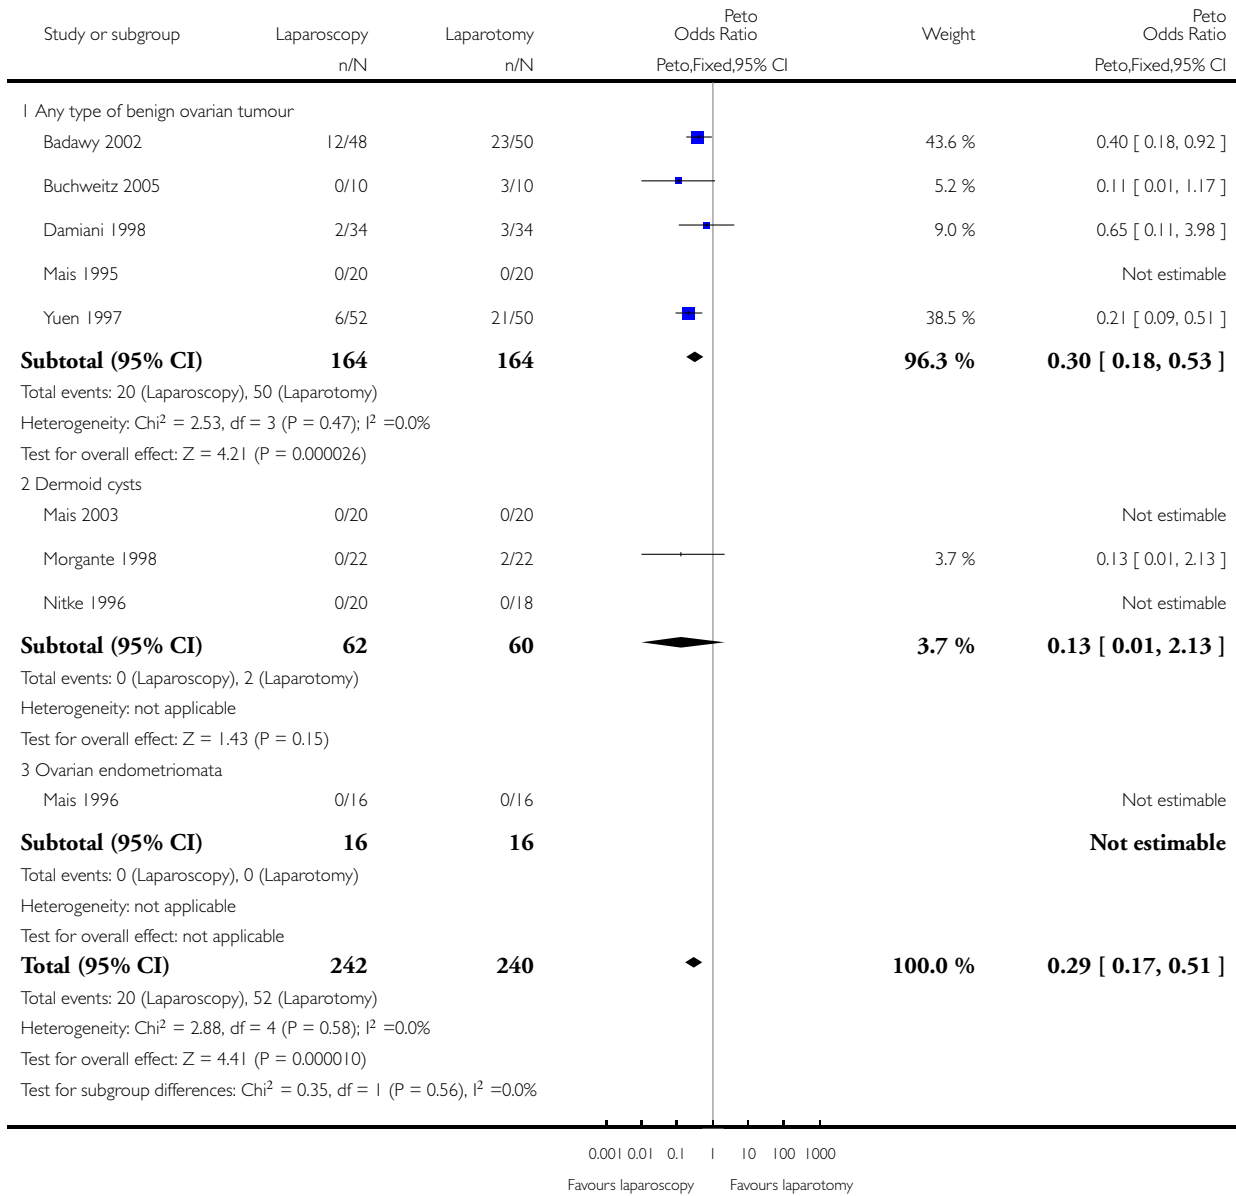 Peto Peto
Study or subgroup Laparoscopy Laparotomy Odds Ratio Weight Odds Ratio
n/N n/N Peto,Fixed,95% CI Peto,Fixed,95% CI
1 Any type of benign ovarian tumour
Badawy 2002 12/48 23/50 43.6 % 0.40 [ 0.18, 0.92 ]
Buchweitz 2005 0/10 3/10 5.2 % 0.11 [ 0.01, 1.17 ]
Damiani 1998 2/34 3/34 9.0 % 0.65 [ 0.11, 3.98 ]
Mais 1995 0/20 0/20 Not estimable
Yuen 1997 6/52 21/50 38.5 % 0.21 [ 0.09, 0.51 ]
Subtotal (95% CI) 164 164 96.3 % 0.30 [ 0.18, 0.53 ]
Total events: 20 (Laparoscopy), 50 (Laparotomy)
Heterogeneity: Chi² = 2.53, df = 3 (P = 0.47); I² =0.0%
Test for overall effect: Z = 4.21 (P = 0.000026)
2 Dermoid cysts
Mais 2003 0/20 0/20 Not estimable
Morgante 1998 0/22 2/22 3.7 % 0.13 [ 0.01, 2.13 ]
Nitke 1996 0/20 0/18 Not estimable
Subtotal (95% CI) 62 60 3.7 % 0.13 [ 0.01, 2.13 ]
Total events: 0 (Laparoscopy), 2 (Laparotomy)
Heterogeneity: not applicable
Test for overall effect: Z = 1.43 (P = 0.15)
3 Ovarian endometriomata
Mais 1996 0/16 0/16 Not estimable
Subtotal (95% CI) 16 16 Not estimable
Total events: 0 (Laparoscopy), 0 (Laparotomy)
Heterogeneity: not applicable
Test for overall effect: not applicable
Total (95% CI) 242 240 100.0 % 0.29 [ 0.17, 0.51 ]
Total events: 20 (Laparoscopy), 52 (Laparotomy)
Heterogeneity: Chi² = 2.88, df = 4 (P = 0.58); I² =0.0%
Test for overall effect: Z = 4.41 (P = 0.000010)
Test for subgroup differences: Chi² = 0.35, df = 1 (P = 0.56), I² =0.0%
0.001 0.01 0.1 1 10 100 1000
Favours laparoscopy Favours laparotomy